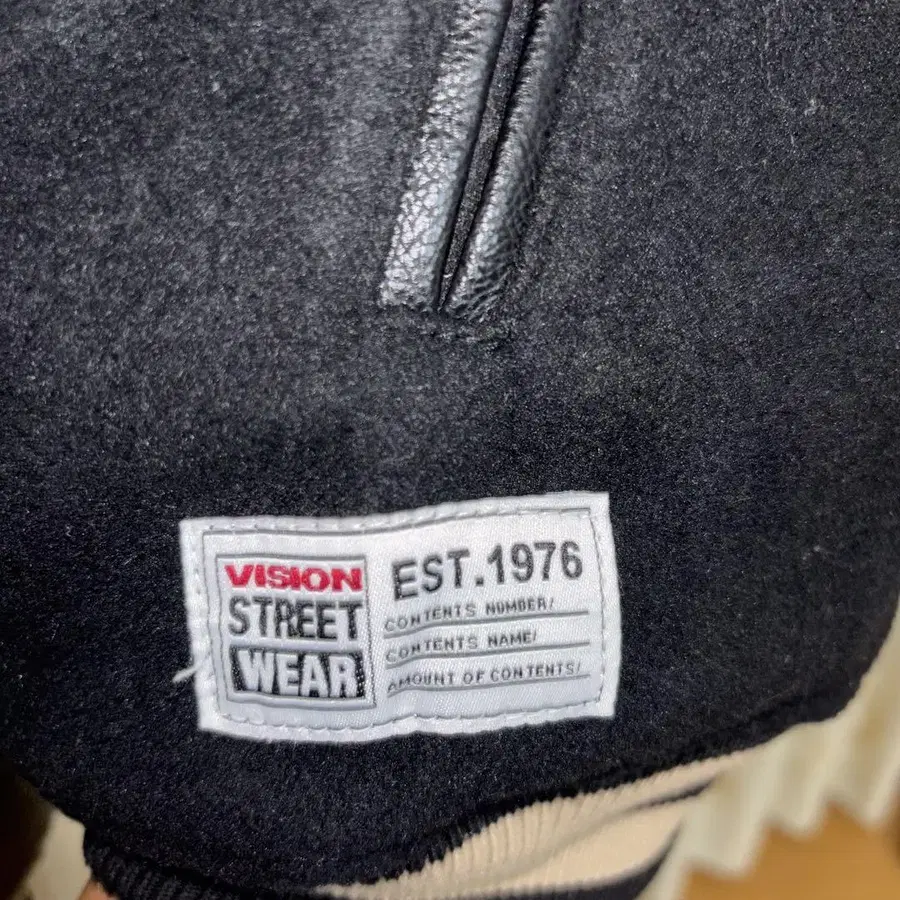 VISION
STREET
WEAR
EST.1976
CONTENTS NUMBER/
CONTENTS NAME/
AMOUNT OF CONTENTS/